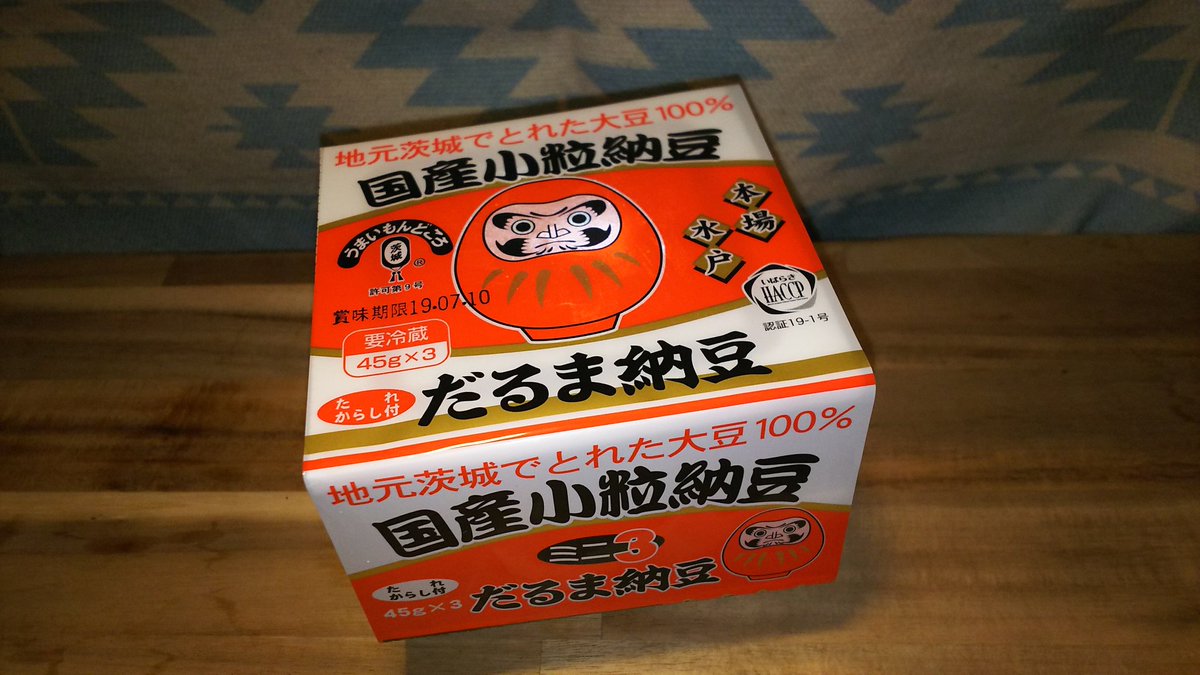 地元茨城でとれた大豆100%
国産小粒納豆
うまいもんどころ
茨城
®
許可第9号
本場
水戸
賞味期限19.07.10
いばらき
HACCP
認証19-1号
要冷蔵
45g×3
たれ
からし付
だるま納豆
地元茨城でとれた大豆100%
国産小粒納豆
ミニ3
たれ
からし付
45g×3
だるま納豆